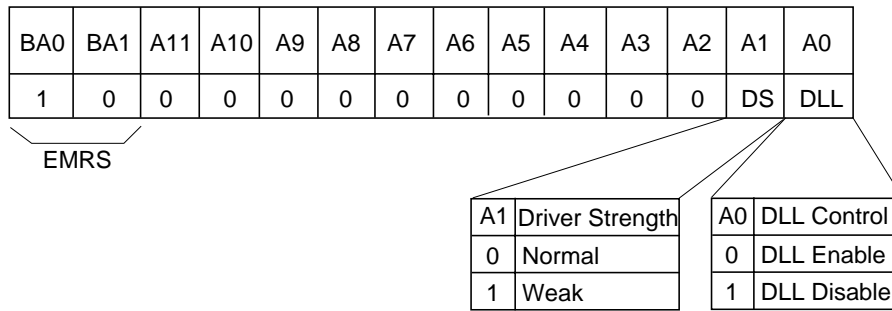 BA0 BA1 A11 A10 A9 A8 A7 A6 A5 A4 A3 A2 A1 A0
1 0 0 0 0 0 0 0 0 0 0 0 DS DLL
EMRS
A1 Driver Strength
0 Normal
1 Weak
A0 DLL Control
0 DLL Enable
1 DLL Disable